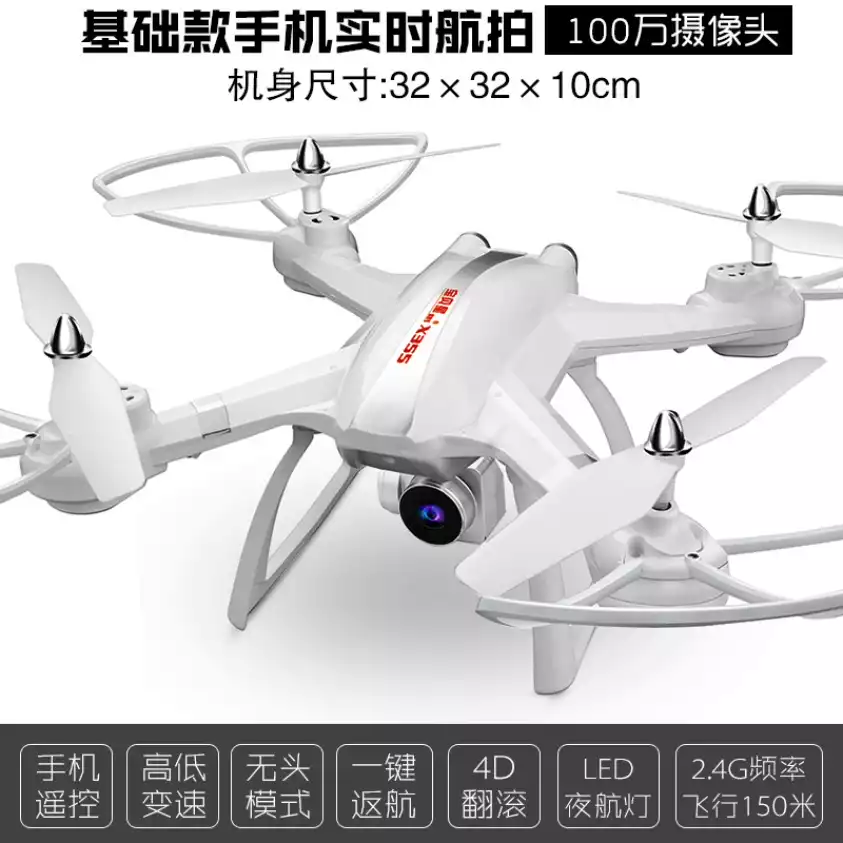 基础款手机实时航拍 100万摄像头
机身尺寸:32×32×10cm
X35S
手机
遥控
高低
变速
无头
模式
一键
返航
4D
翻滚
LED
夜航灯
2.4G频率
飞行150米